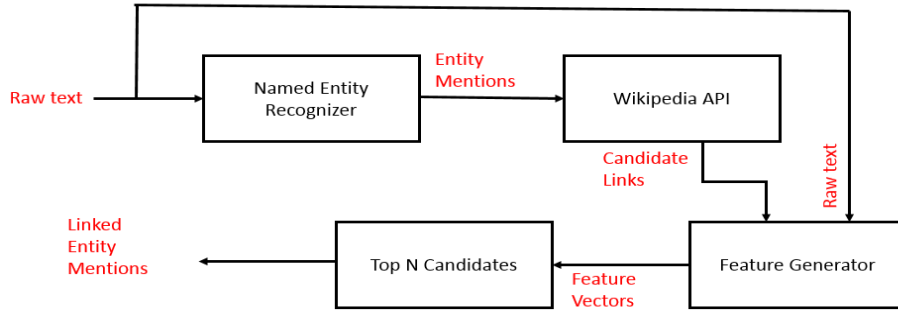 Raw text
Named Entity
Recognizer
Entity
Mentions
Wikipedia API
Candidate
Links
Raw text
Linked
Entity
Mentions
Top N Candidates
Feature
Vectors
Feature Generator